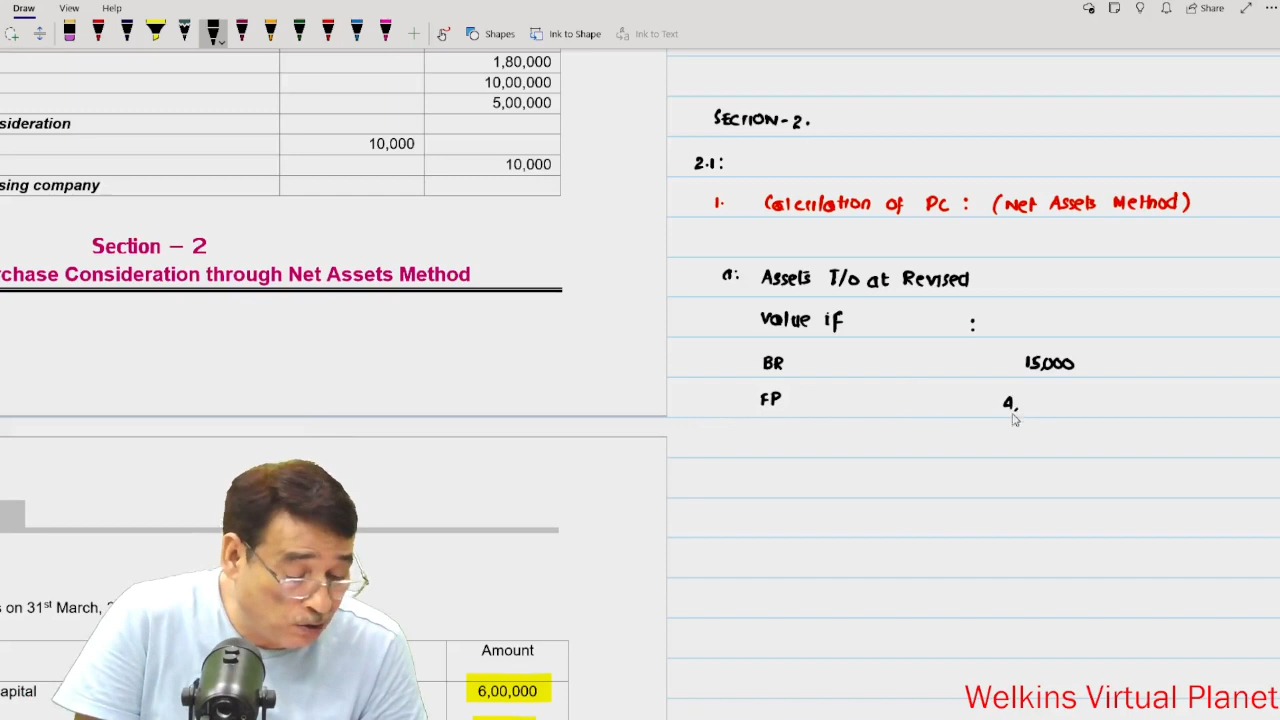 Draw View Help
Shapes Ink to Shape Ink to Text Share
1,80,000
10,00,000
5,00,000
sideration
10,000
10,000
sing company
Section – 2
rchase Consideration through Net Assets Method
s on 31st March, 2
Amount
apital 6,00,000
SECTION-2.
2.1:
1. Calculation of PC : (Net Assets Method)
a: Assets T/o at Revised
Value if :
BR 15,000
FP 4,
Welkins Virtual Planet